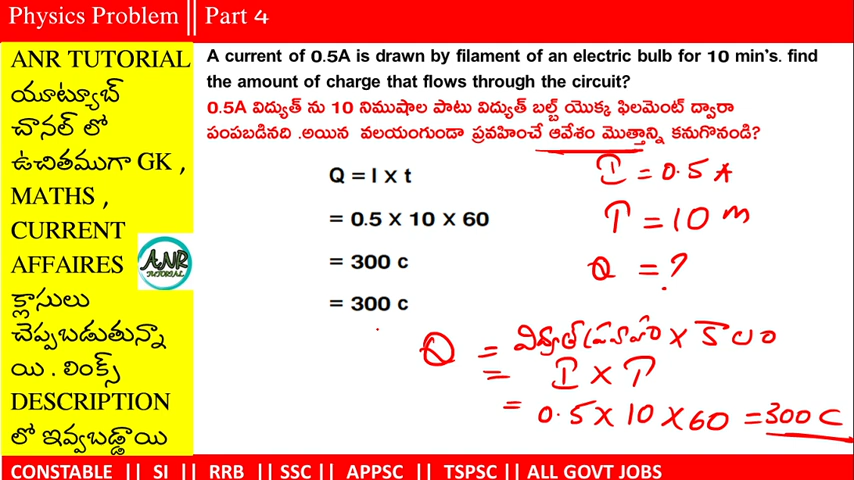 Physics Problem || Part 4
ANR TUTORIAL
యూట్యూబ్
చానల్ లో
ఉచితముగా GK ,
MATHS ,
CURRENT
AFFAIRES
క్లాసులు
చెప్పబడుతున్నా
యి . లింక్స్
DESCRIPTION
లో ఇవ్వబడ్డాయి
ANR
TUTORIAL
A current of 0.5A is drawn by filament of an electric bulb for 10 min's. find
the amount of charge that flows through the circuit?
0.5A విద్యుత్ ను 10 నిముషాల పాటు విద్యుత్ బల్బ్ యొక్క ఫిలమెంట్ ద్వారా
పంపబడినది .అయిన వలయంగుండా ప్రవహించే ఆవేశం మొత్తాన్ని కనుగొనండి?
Q = I x t
= 0.5 x 10 x 60
= 300 c
= 300 c
I = 0.5 A
T = 10 m
Q = ?
Q = విద్యుత్ ప్రవాహం x కాలం
= I x T
= 0.5 x 10 x 60 = 300 C
CONSTABLE || SI || RRB || SSC || APPSC || TSPSC || ALL GOVT JOBS